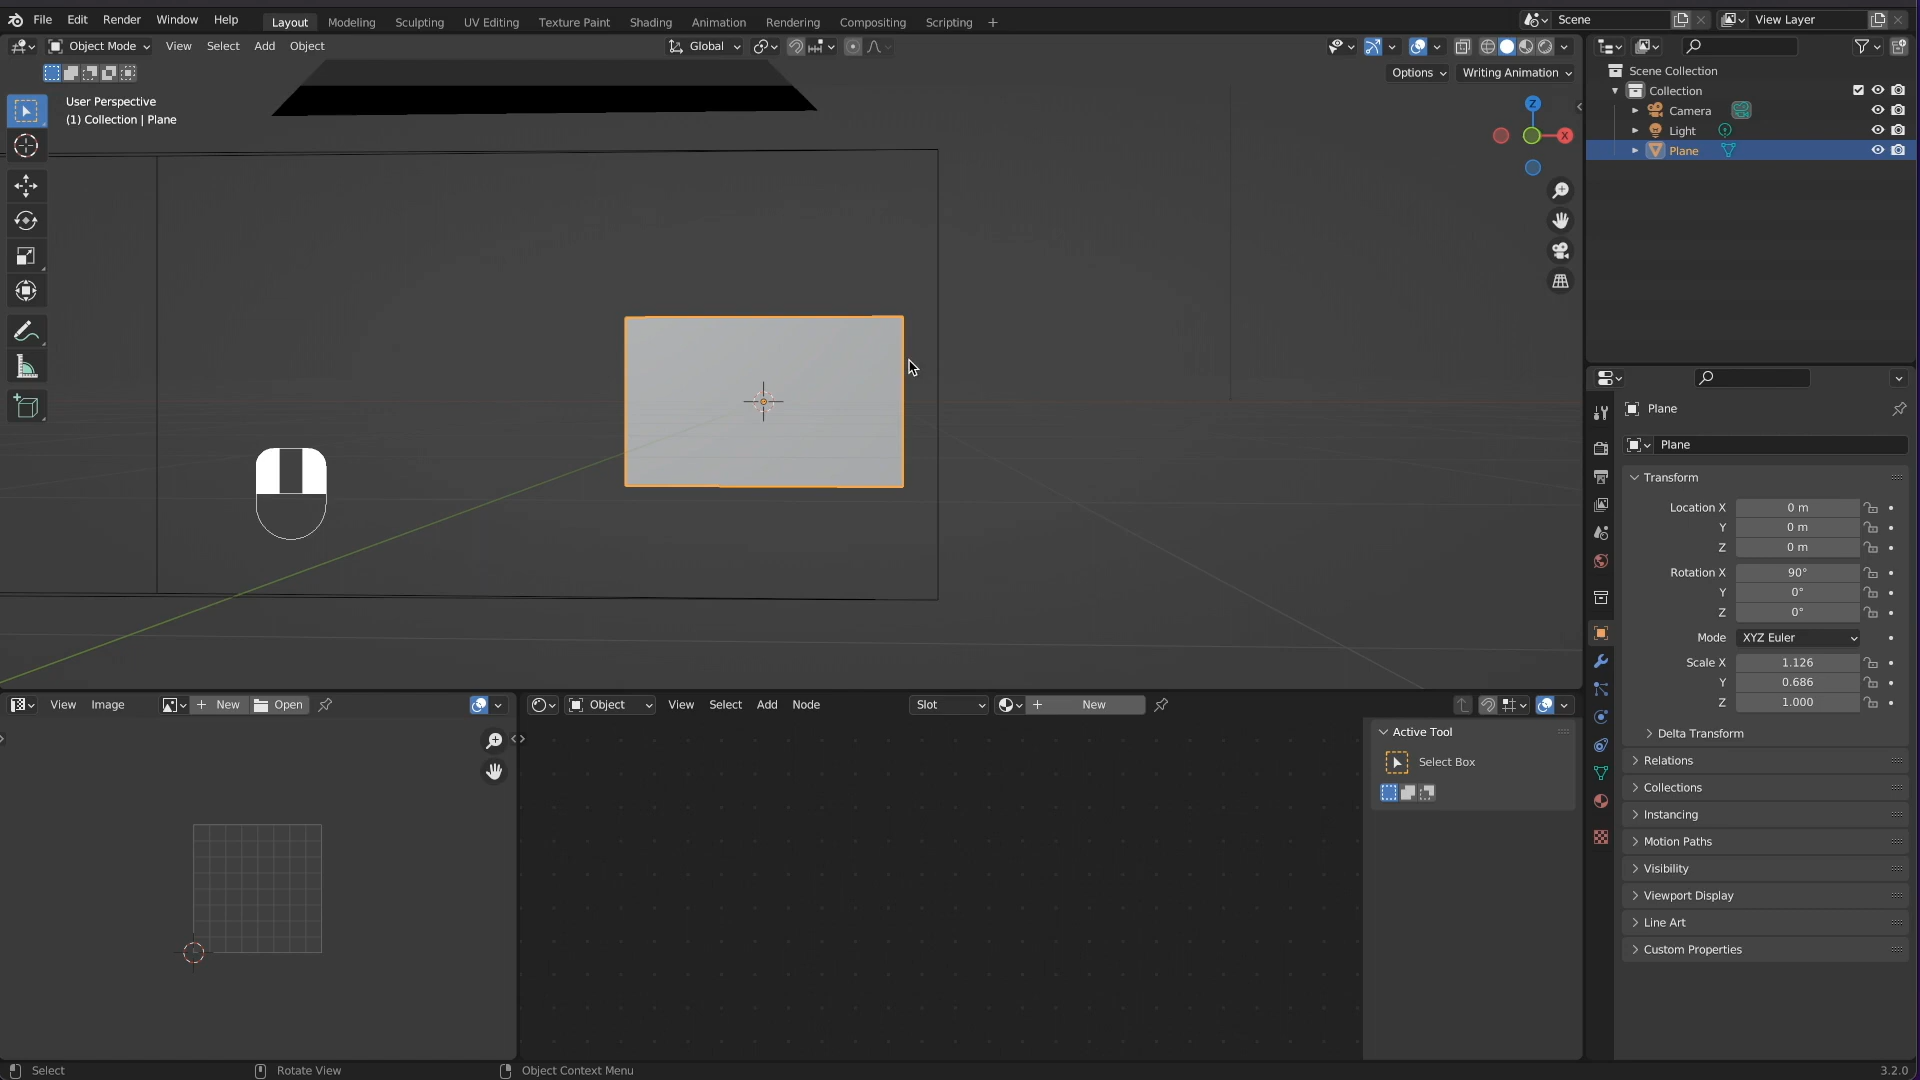 File Edit Render Window Help Layout Modeling Sculpting UV Editing Texture Paint Shading Animation Rendering Compositing Scripting + Scene View Layer
Object Mode View Select Add Object Global
Options Writing Animation
User Perspective
(1) Collection | Plane
Z
X
Scene Collection
Collection
Camera
Light
Plane
Plane
Plane
Transform
Location X 0 m
Y 0 m
Z 0 m
Rotation X 90°
Y 0°
Z 0°
Mode XYZ Euler
Scale X 1.126
Y 0.686
Z 1.000
Delta Transform
Relations
Collections
Instancing
Motion Paths
Visibility
Viewport Display
Line Art
Custom Properties
View Image + New Open
Object View Select Add Node Slot + New
Active Tool
Select Box
Select Rotate View Object Context Menu 3.2.0